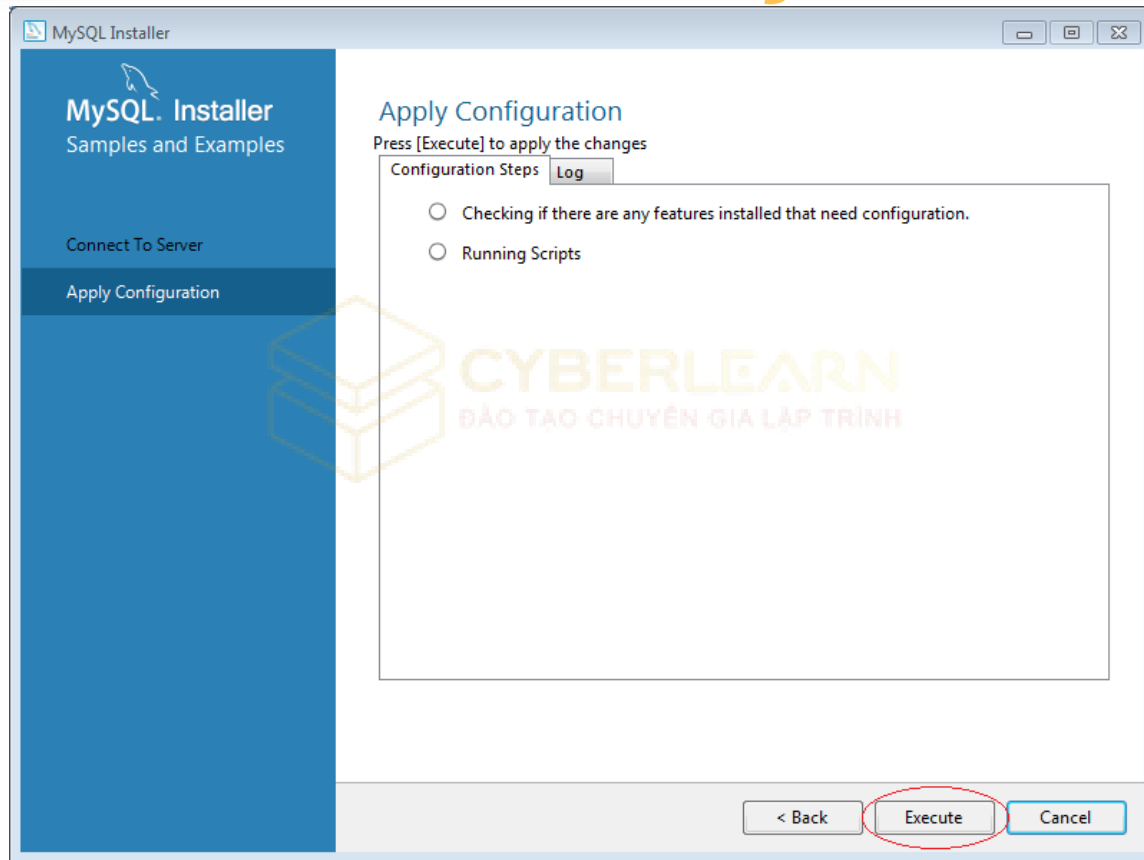 MySQL Installer
MySQL. Installer
Samples and Examples
Connect To Server
Apply Configuration
Apply Configuration
Press [Execute] to apply the changes
Configuration Steps
Log
Checking if there are any features installed that need configuration.
Running Scripts
CYBERLEARN
ĐÀO TẠO CHUYÊN GIA LẬP TRÌNH
< Back
Execute
Cancel